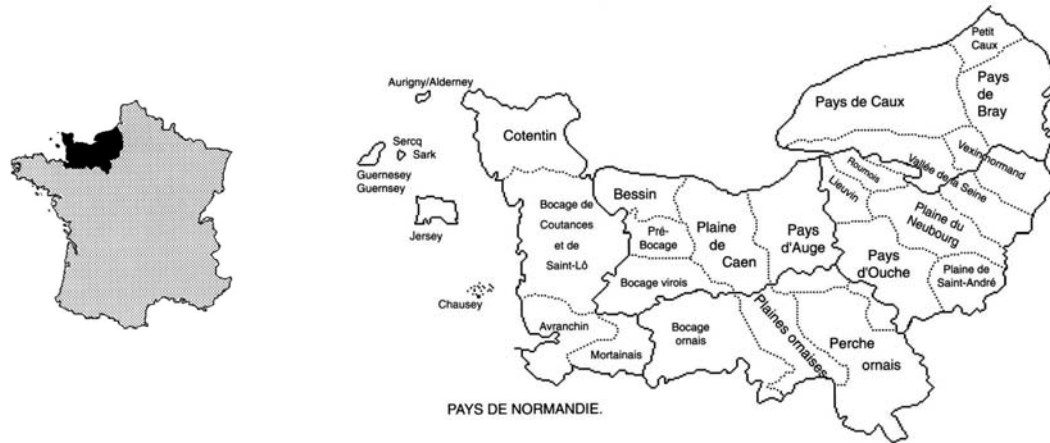 Petit
Caux
Pays
de
Bray
Pays de Caux
Aurigny/Alderney
Cotentin
Sercq
Sark
Guernesey
Guernsey
Jersey
Chausey
Vexin normand
Vallée de la Seine
Roumois
Lieuvin
Plaine du
Neubourg
Bessin
Bocage de
Coutances
et de
Saint-Lô
Pré-
Bocage
Plaine
de
Caen
Pays
d'Auge
Pays
d'Ouche
Plaine de
Saint-André
Bocage virois
Avranchin
Mortainais
Bocage
ornais
Plaines ornaises
Perche
ornais
PAYS DE NORMANDIE.